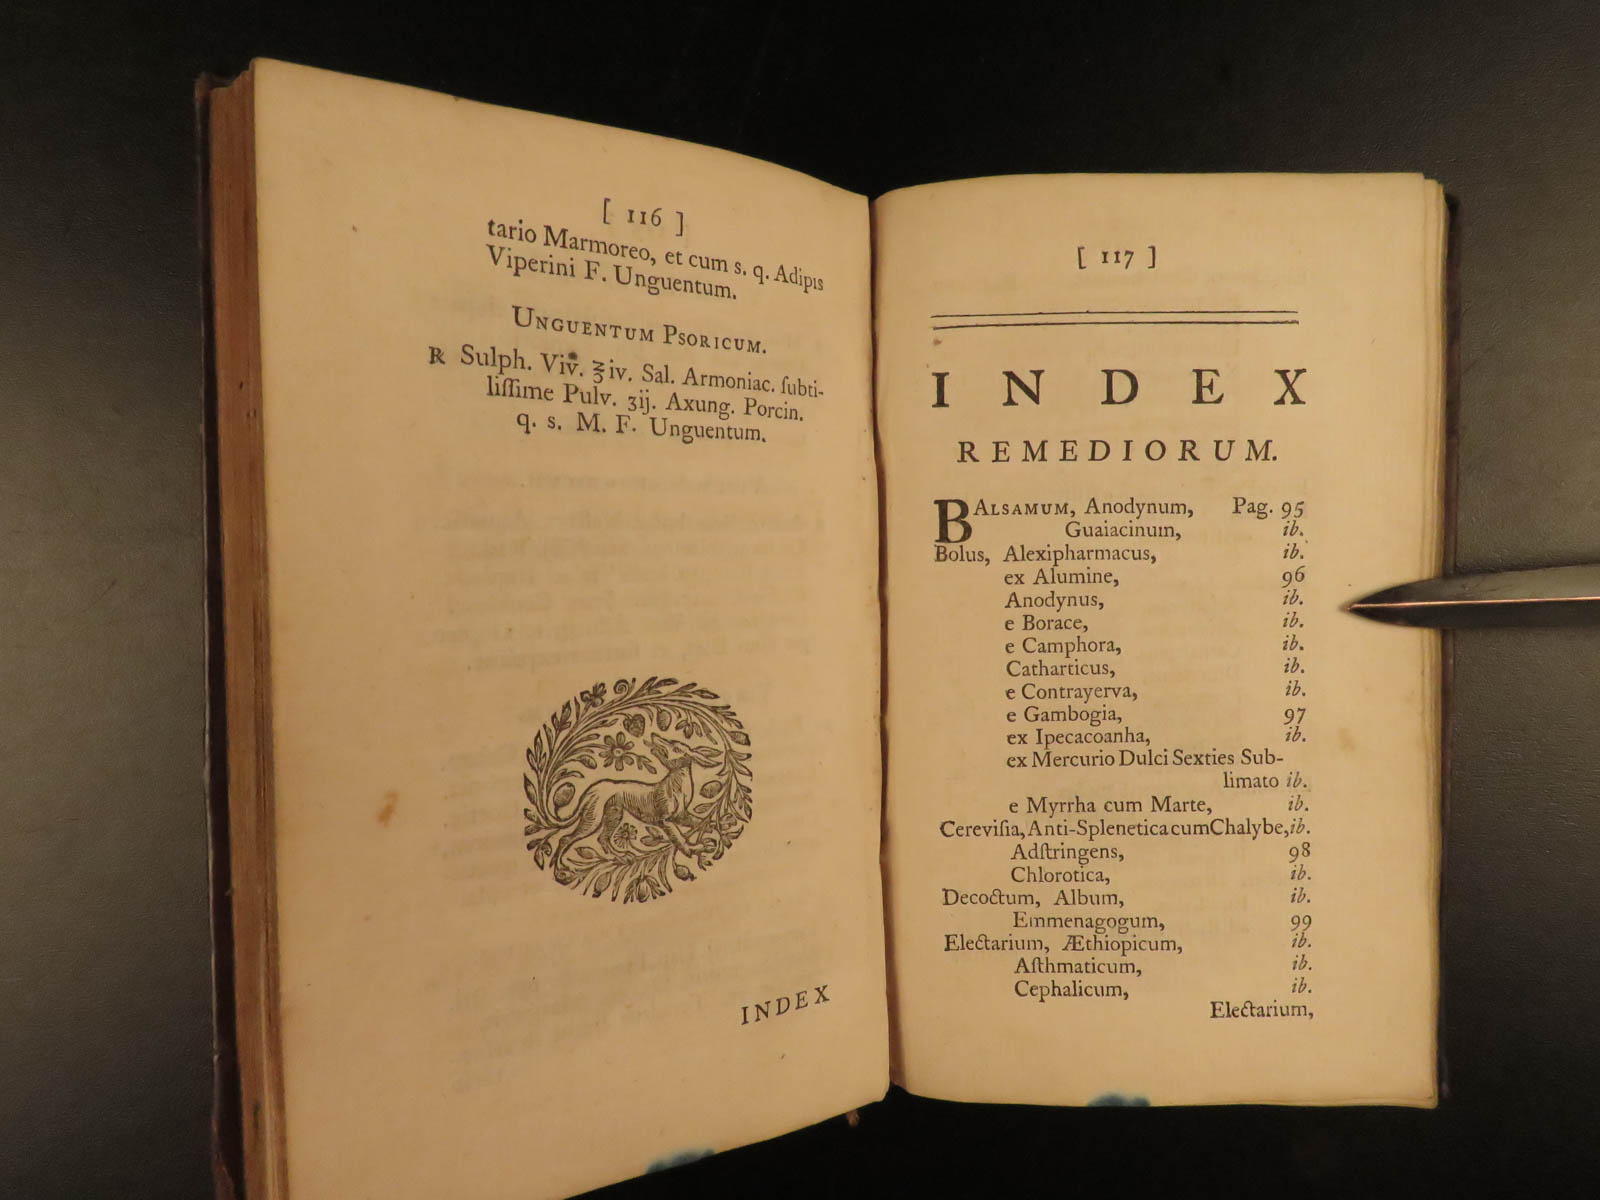 [ 116 ]
tario Marmoreo, et cum s. q. Adipis
Viperini F. Unguentum.
UNGUENTUM PSORICUM.
℞ Sulph. Viv. ℥iv. Sal. Armoniac. ſubti-
liſſime Pulv. ʒij. Axung. Porcin.
q. s. M. F. Unguentum.
INDEX
[ 117 ]
INDEX
REMEDIORUM.
BALSAMUM, Anodynum, Pag. 95
Guaiacinum, ib.
Bolus, Alexipharmacus, ib.
ex Alumine, 96
Anodynus, ib.
e Borace, ib.
e Camphora, ib.
Catharticus, ib.
e Contrayerva, ib.
e Gambogia, 97
ex Ipecacoanha, ib.
ex Mercurio Dulci Sexties Sub-
limato ib.
e Myrrha cum Marte, ib.
Cereviſia, Anti-Splenetica cum Chalybe, ib.
Adſtringens, 98
Chlorotica, ib.
Decoctum, Album, ib.
Emmenagogum, 99
Electarium, Æthiopicum, ib.
Aſthmaticum, ib.
Cephalicum, ib.
Electarium,